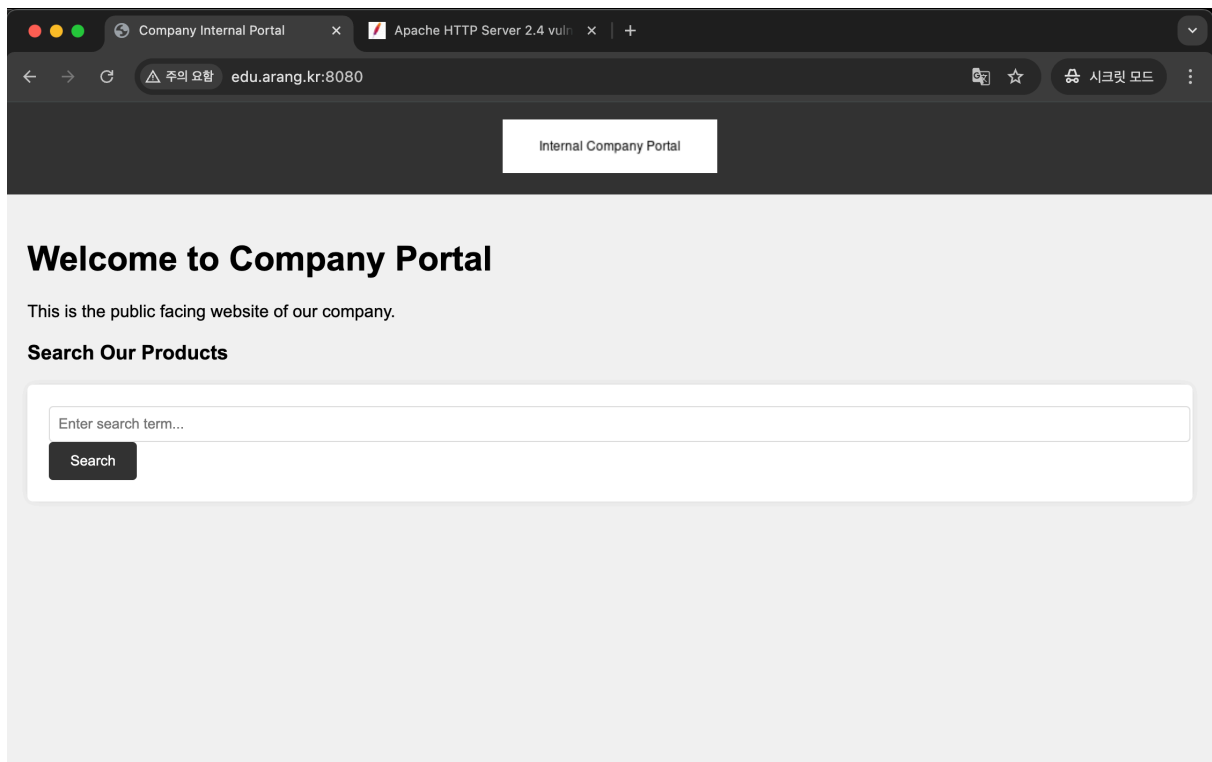 Company Internal Portal
Apache HTTP Server 2.4 vuln
주의 요함 edu.arang.kr:8080 시크릿 모드
Internal Company Portal
Welcome to Company Portal
This is the public facing website of our company.
Search Our Products
Enter search term...
Search